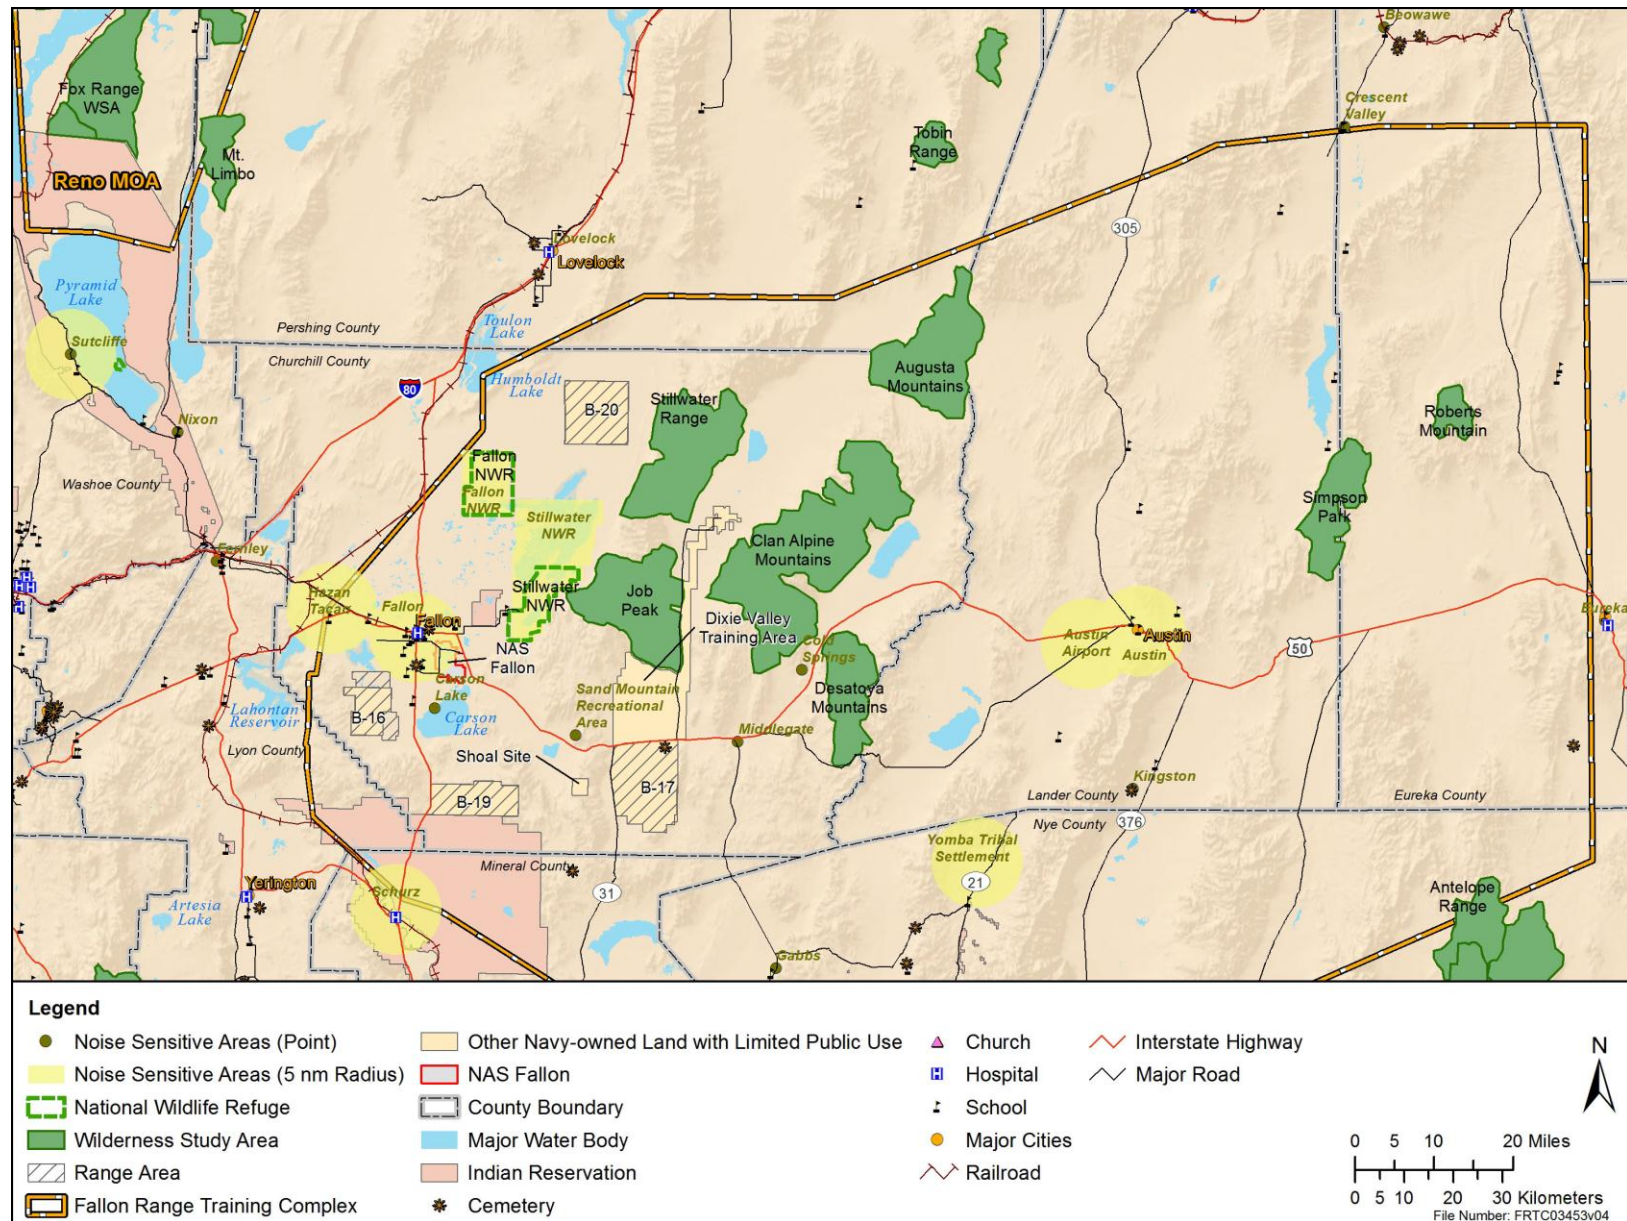 Beowawe
Fox Range
WSA
Crescent
Valley
Tobin
Range
Mt.
Limbo
Reno MOA
305
Lovelock
Lovelock
Pyramid
Lake
Toulon
Lake
Pershing County
Churchill County
Sutcliffe
Humboldt
Lake
80
Augusta
Mountains
Stillwater
Range
B-20
Roberts
Mountain
Nixon
Fallon
NWR
Fallon
NWR
Washoe County
Stillwater
NWR
Simpson
Park
Clan Alpine
Mountains
Fernley
Stillwater
NWR
Job
Peak
Hazan
Tacan
Fallon
Fallon
Dixie Valley
Training Area
Eureka
Austin
Austin
Airport
Austin
50
NAS
Fallon
Cold
Springs
Carson
Lake
Sand Mountain
Recreational
Area
Desatoya
Mountains
Lahontan
Reservoir
B-16
Carson
Lake
Middlegate
Lyon County
Shoal Site
Kingston
B-17
B-19
Lander County
Eureka County
Nye County
376
Yomba Tribal
Settlement
Mineral County
Yerington
Schurz
31
21
Antelope
Range
Artesia
Lake
Gabbs
Legend
Noise Sensitive Areas (Point)
Noise Sensitive Areas (5 nm Radius)
National Wildlife Refuge
Wilderness Study Area
Range Area
Fallon Range Training Complex
Other Navy-owned Land with Limited Public Use
NAS Fallon
County Boundary
Major Water Body
Indian Reservation
Cemetery
Church
H Hospital
School
Major Cities
Railroad
Interstate Highway
Major Road
N
0 5 10 20 Miles
0 5 10 20 30 Kilometers
File Number: FRTC03453v04